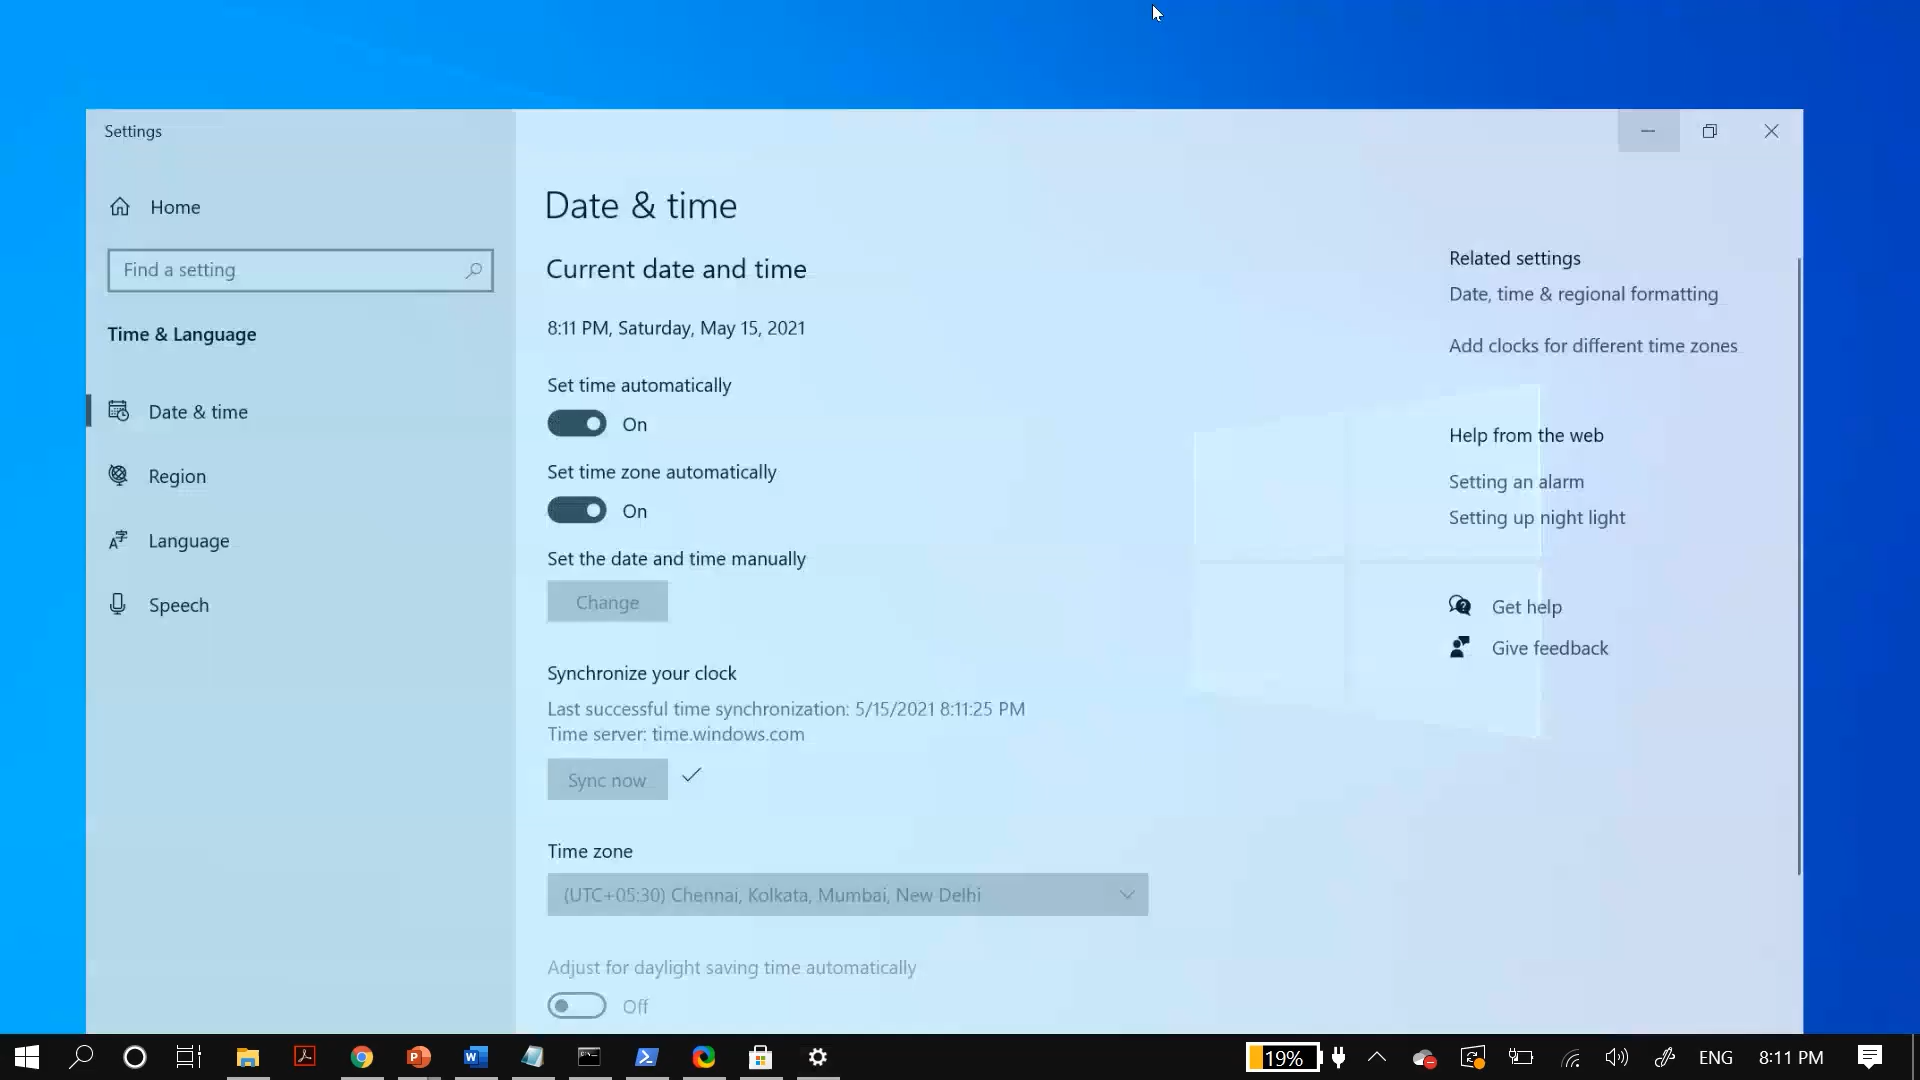 Settings
Home
Find a setting
Time & Language
Date & time
Region
Language
Speech
Date & time
Current date and time
8:11 PM, Saturday, May 15, 2021
Set time automatically
On
Set time zone automatically
On
Set the date and time manually
Change
Synchronize your clock
Last successful time synchronization: 5/15/2021 8:11:25 PM
Time server: time.windows.com
Sync now
Time zone
(UTC+05:30) Chennai, Kolkata, Mumbai, New Delhi
Adjust for daylight saving time automatically
Off
Related settings
Date, time & regional formatting
Add clocks for different time zones
Help from the web
Setting an alarm
Setting up night light
Get help
Give feedback
19%
ENG
8:11 PM